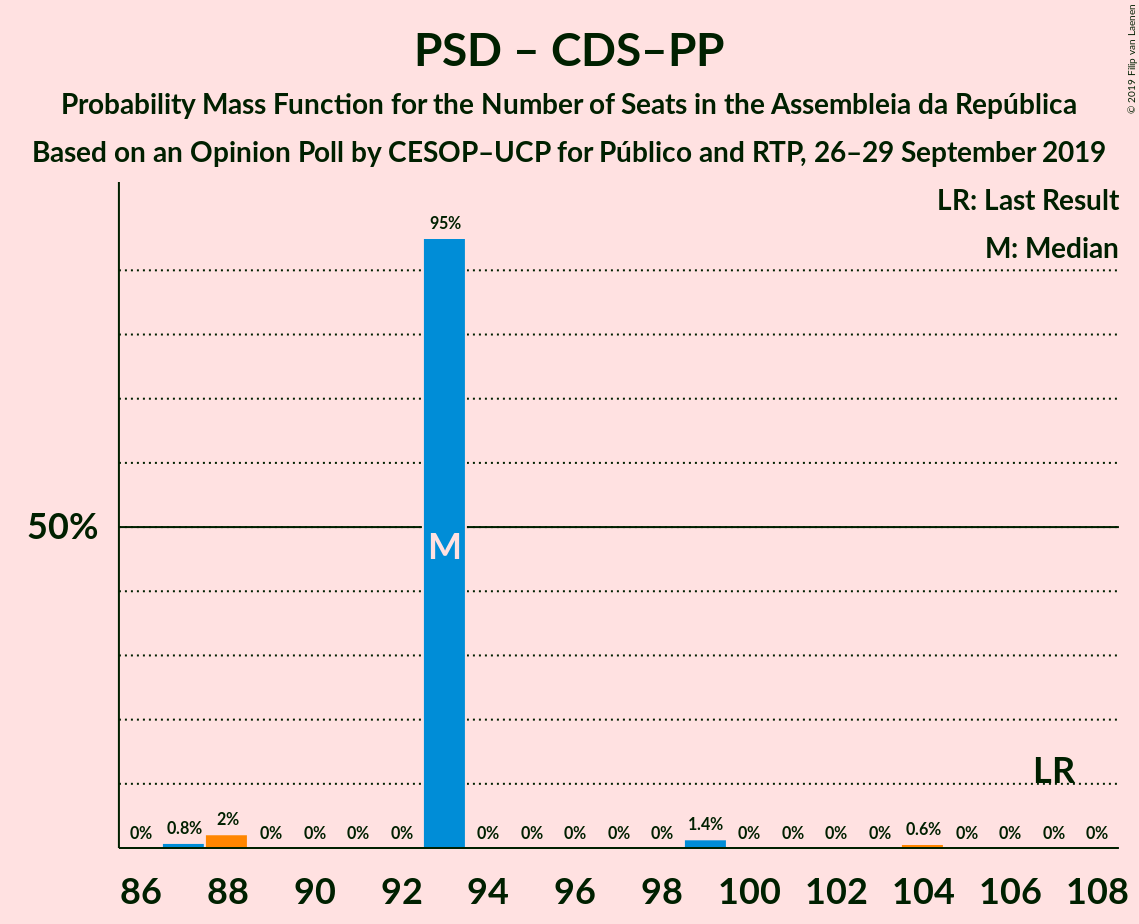 PSD – CDS–PP
Probability Mass Function for the Number of Seats in the Assembleia da República
Based on an Opinion Poll by CESOP–UCP for Público and RTP, 26–29 September 2019
© 2019 Filip van Laenen
LR: Last Result
M: Median
95%
50%
M
LR
0% 0.8% 2% 0% 0% 0% 0% 0% 0% 0% 0% 0% 1.4% 0% 0% 0% 0% 0.6% 0% 0% 0% 0%
86 88 90 92 94 96 98 100 102 104 106 108